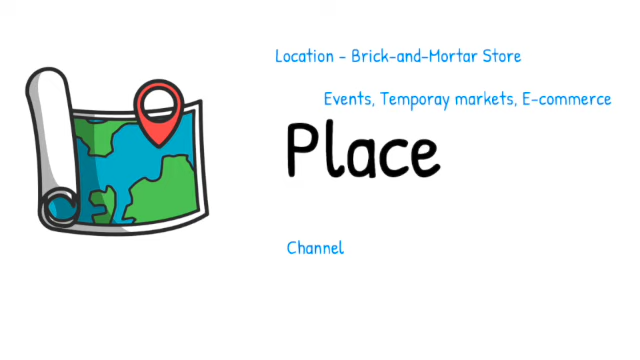 Location - Brick-and-Mortar Store
Events, Temporay markets, E-commerce
Place
Channel